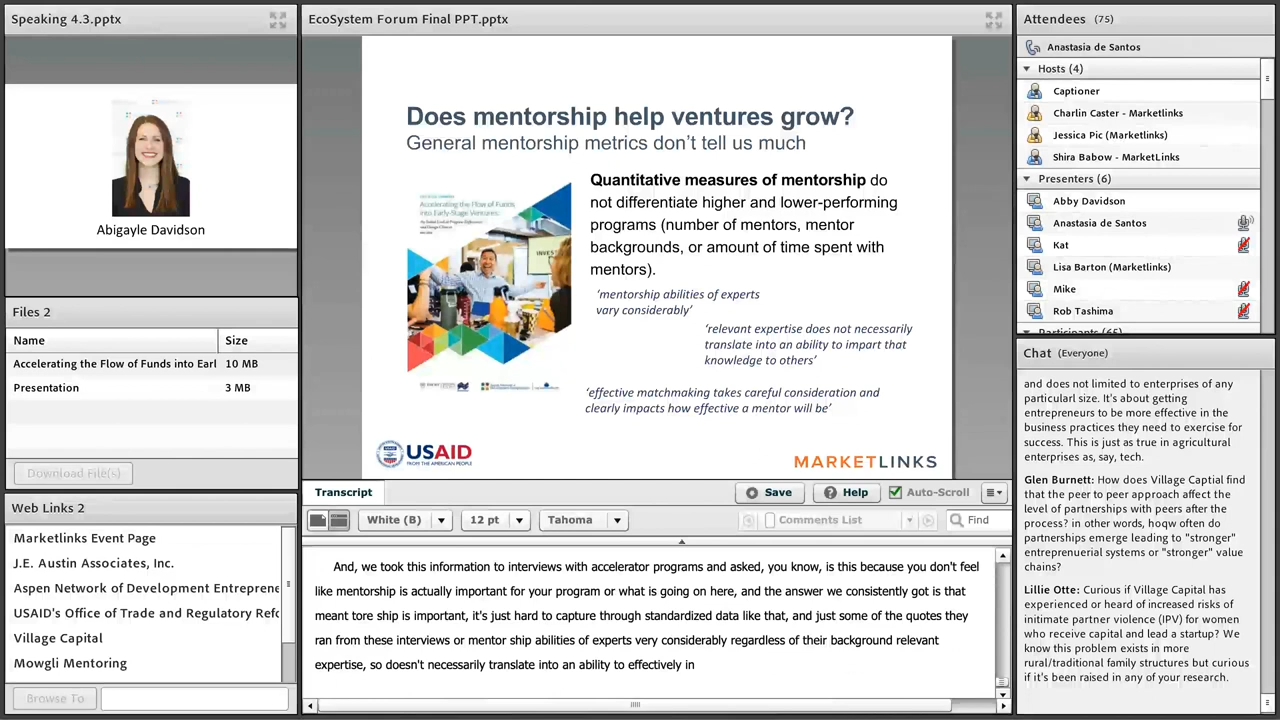 Speaking 4.3.pptx
Abigayle Davidson
Files 2
Name Size
Accelerating the Flow of Funds into Earl 10 MB
Presentation 3 MB
Download File(s)
Web Links 2
Marketlinks Event Page
J.E. Austin Associates, Inc.
Aspen Network of Development Entreprene
USAID's Office of Trade and Regulatory Refo
Village Capital
Mowgli Mentoring
Browse To
EcoSystem Forum Final PPT.pptx
Does mentorship help ventures grow?
General mentorship metrics don't tell us much
Accelerating the Flow of Funds
into Early-Stage Ventures:
INVEST
Quantitative measures of mentorship do
not differentiate higher and lower-performing
programs (number of mentors, mentor
backgrounds, or amount of time spent with
mentors).
‘mentorship abilities of experts
vary considerably’
‘relevant expertise does not necessarily
translate into an ability to impart that
knowledge to others’
‘effective matchmaking takes careful consideration and
clearly impacts how effective a mentor will be’
USAID
FROM THE AMERICAN PEOPLE
MARKETLINKS
Transcript
Save
Help
Auto-Scroll
White (B)
12 pt
Tahoma
Comments List
Find
And, we took this information to interviews with accelerator programs and asked, you know, is this because you don't feel
like mentorship is actually important for your program or what is going on here, and the answer we consistently got is that
meant tore ship is important, it's just hard to capture through standardized data like that, and just some of the quotes they
ran from these interviews or mentor ship abilities of experts very considerably regardless of their background relevant
expertise, so doesn't necessarily translate into an ability to effectively in
Attendees (75)
Anastasia de Santos
Hosts (4)
Captioner
Charlin Caster - Marketlinks
Jessica Pic (Marketlinks)
Shira Babow - MarketLinks
Presenters (6)
Abby Davidson
Anastasia de Santos
Kat
Lisa Barton (Marketlinks)
Mike
Rob Tashima
Participants (65)
Chat (Everyone)
and does not limited to enterprises of any
particularl size. It's about getting
entrepreneurs to be more effective in the
business practices they need to exercise for
success. This is just as true in agricultural
enterprises as, say, tech.
Glen Burnett: How does Village Captial find
that the peer to peer approach affect the
level of partnerships with peers after the
process? in other words, hoqw often do
partnerships emerge leading to "stronger"
entreprenuerial systems or "stronger" value
chains?
Lillie Otte: Curious if Village Capital has
experienced or heard of increased risks of
initimate partner violence (IPV) for women
who receive capital and lead a startup? We
know this problem exists in more
rural/traditional family structures but curious
if it's been raised in any of your research.